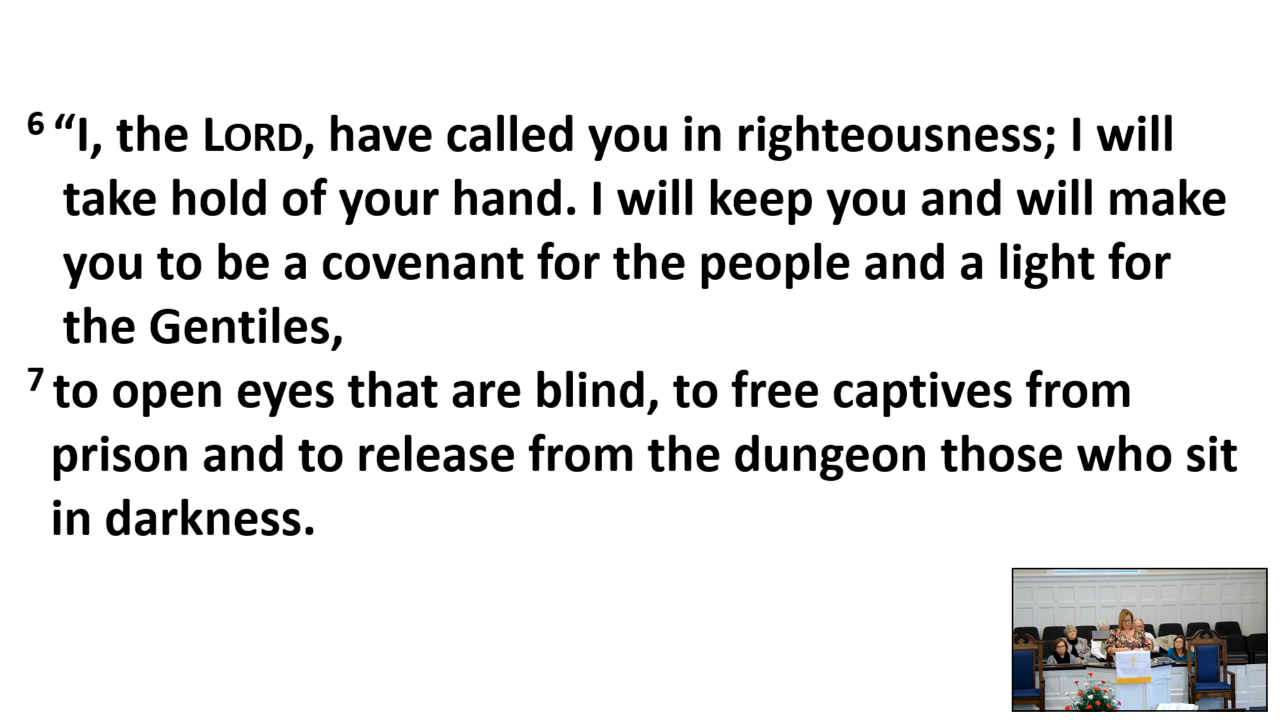 6 “I, the LORD, have called you in righteousness; I will
take hold of your hand. I will keep you and will make
you to be a covenant for the people and a light for
the Gentiles,
7 to open eyes that are blind, to free captives from
prison and to release from the dungeon those who sit
in darkness.